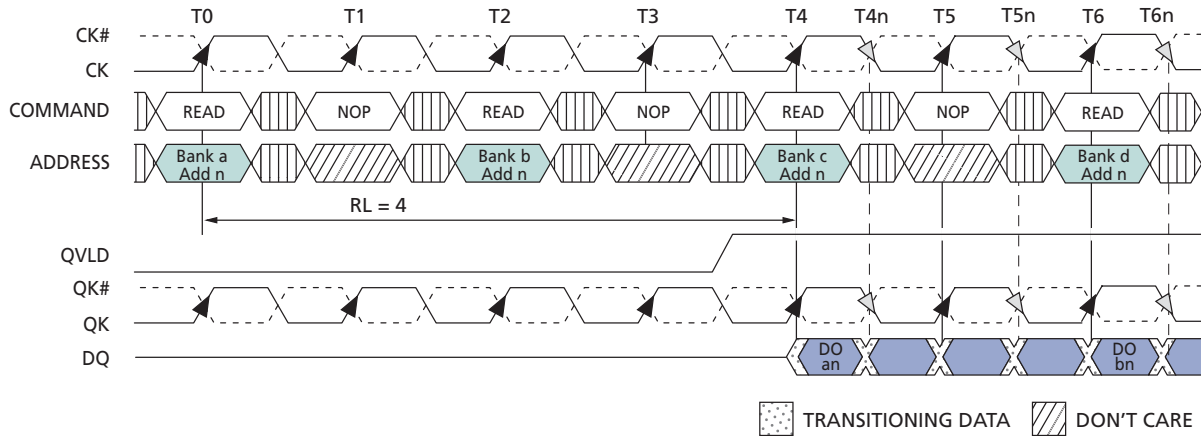 T0 T1 T2 T3 T4 T4n T5 T5n T6 T6n
CK#
CK
COMMAND READ NOP READ NOP READ NOP READ
ADDRESS Bank a Add n Bank b Add n Bank c Add n Bank d Add n
RL = 4
QVLD
QK#
QK
DQ DO an DO bn
TRANSITIONING DATA DON'T CARE